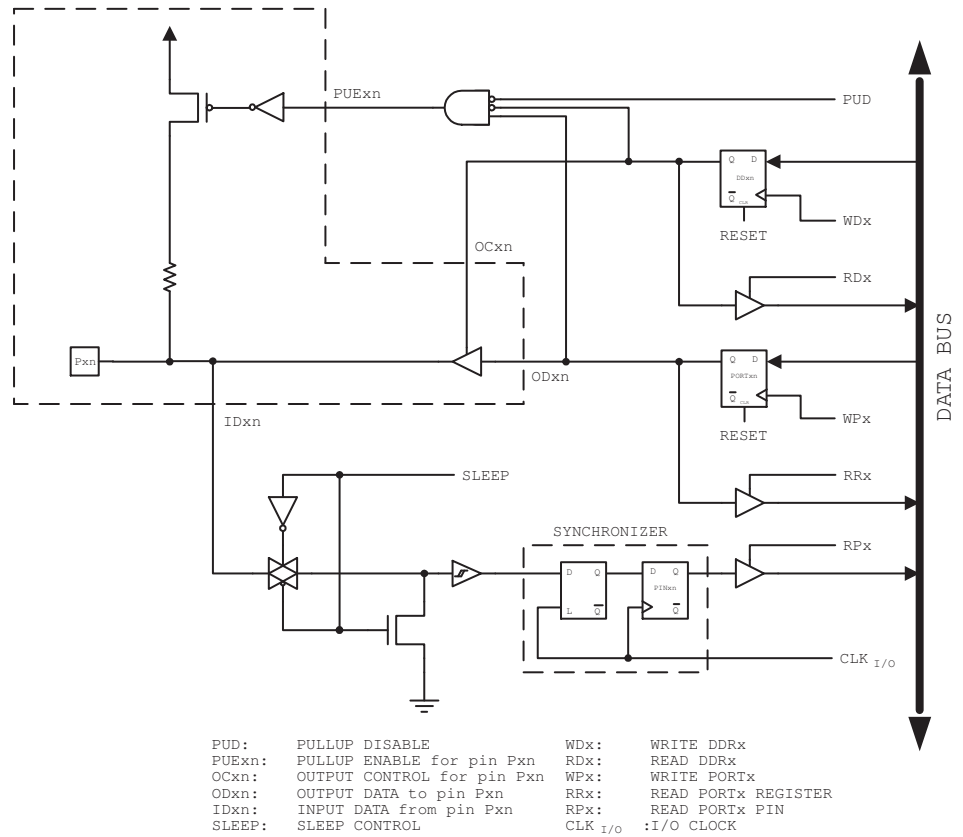 PUExn
PUD
Q D
DDxn
Q CLK
WDx
RESET
OCxn
RDx
Pxn
ODxn
Q D
PORTxn
Q CLK
WPx
RESET
IDxn
DATA BUS
SLEEP
RRx
SYNCHRONIZER
RPx
D Q
L Q
D Q
PINxn
Q
CLK I/O
PUD: PULLUP DISABLE
PUExn: PULLUP ENABLE for pin Pxn
OCxn: OUTPUT CONTROL for pin Pxn
ODxn: OUTPUT DATA to pin Pxn
IDxn: INPUT DATA from pin Pxn
SLEEP: SLEEP CONTROL
WDx: WRITE DDRx
RDx: READ DDRx
WPx: WRITE PORTx
RRx: READ PORTx REGISTER
RPx: READ PORTx PIN
CLK I/O :I/O CLOCK